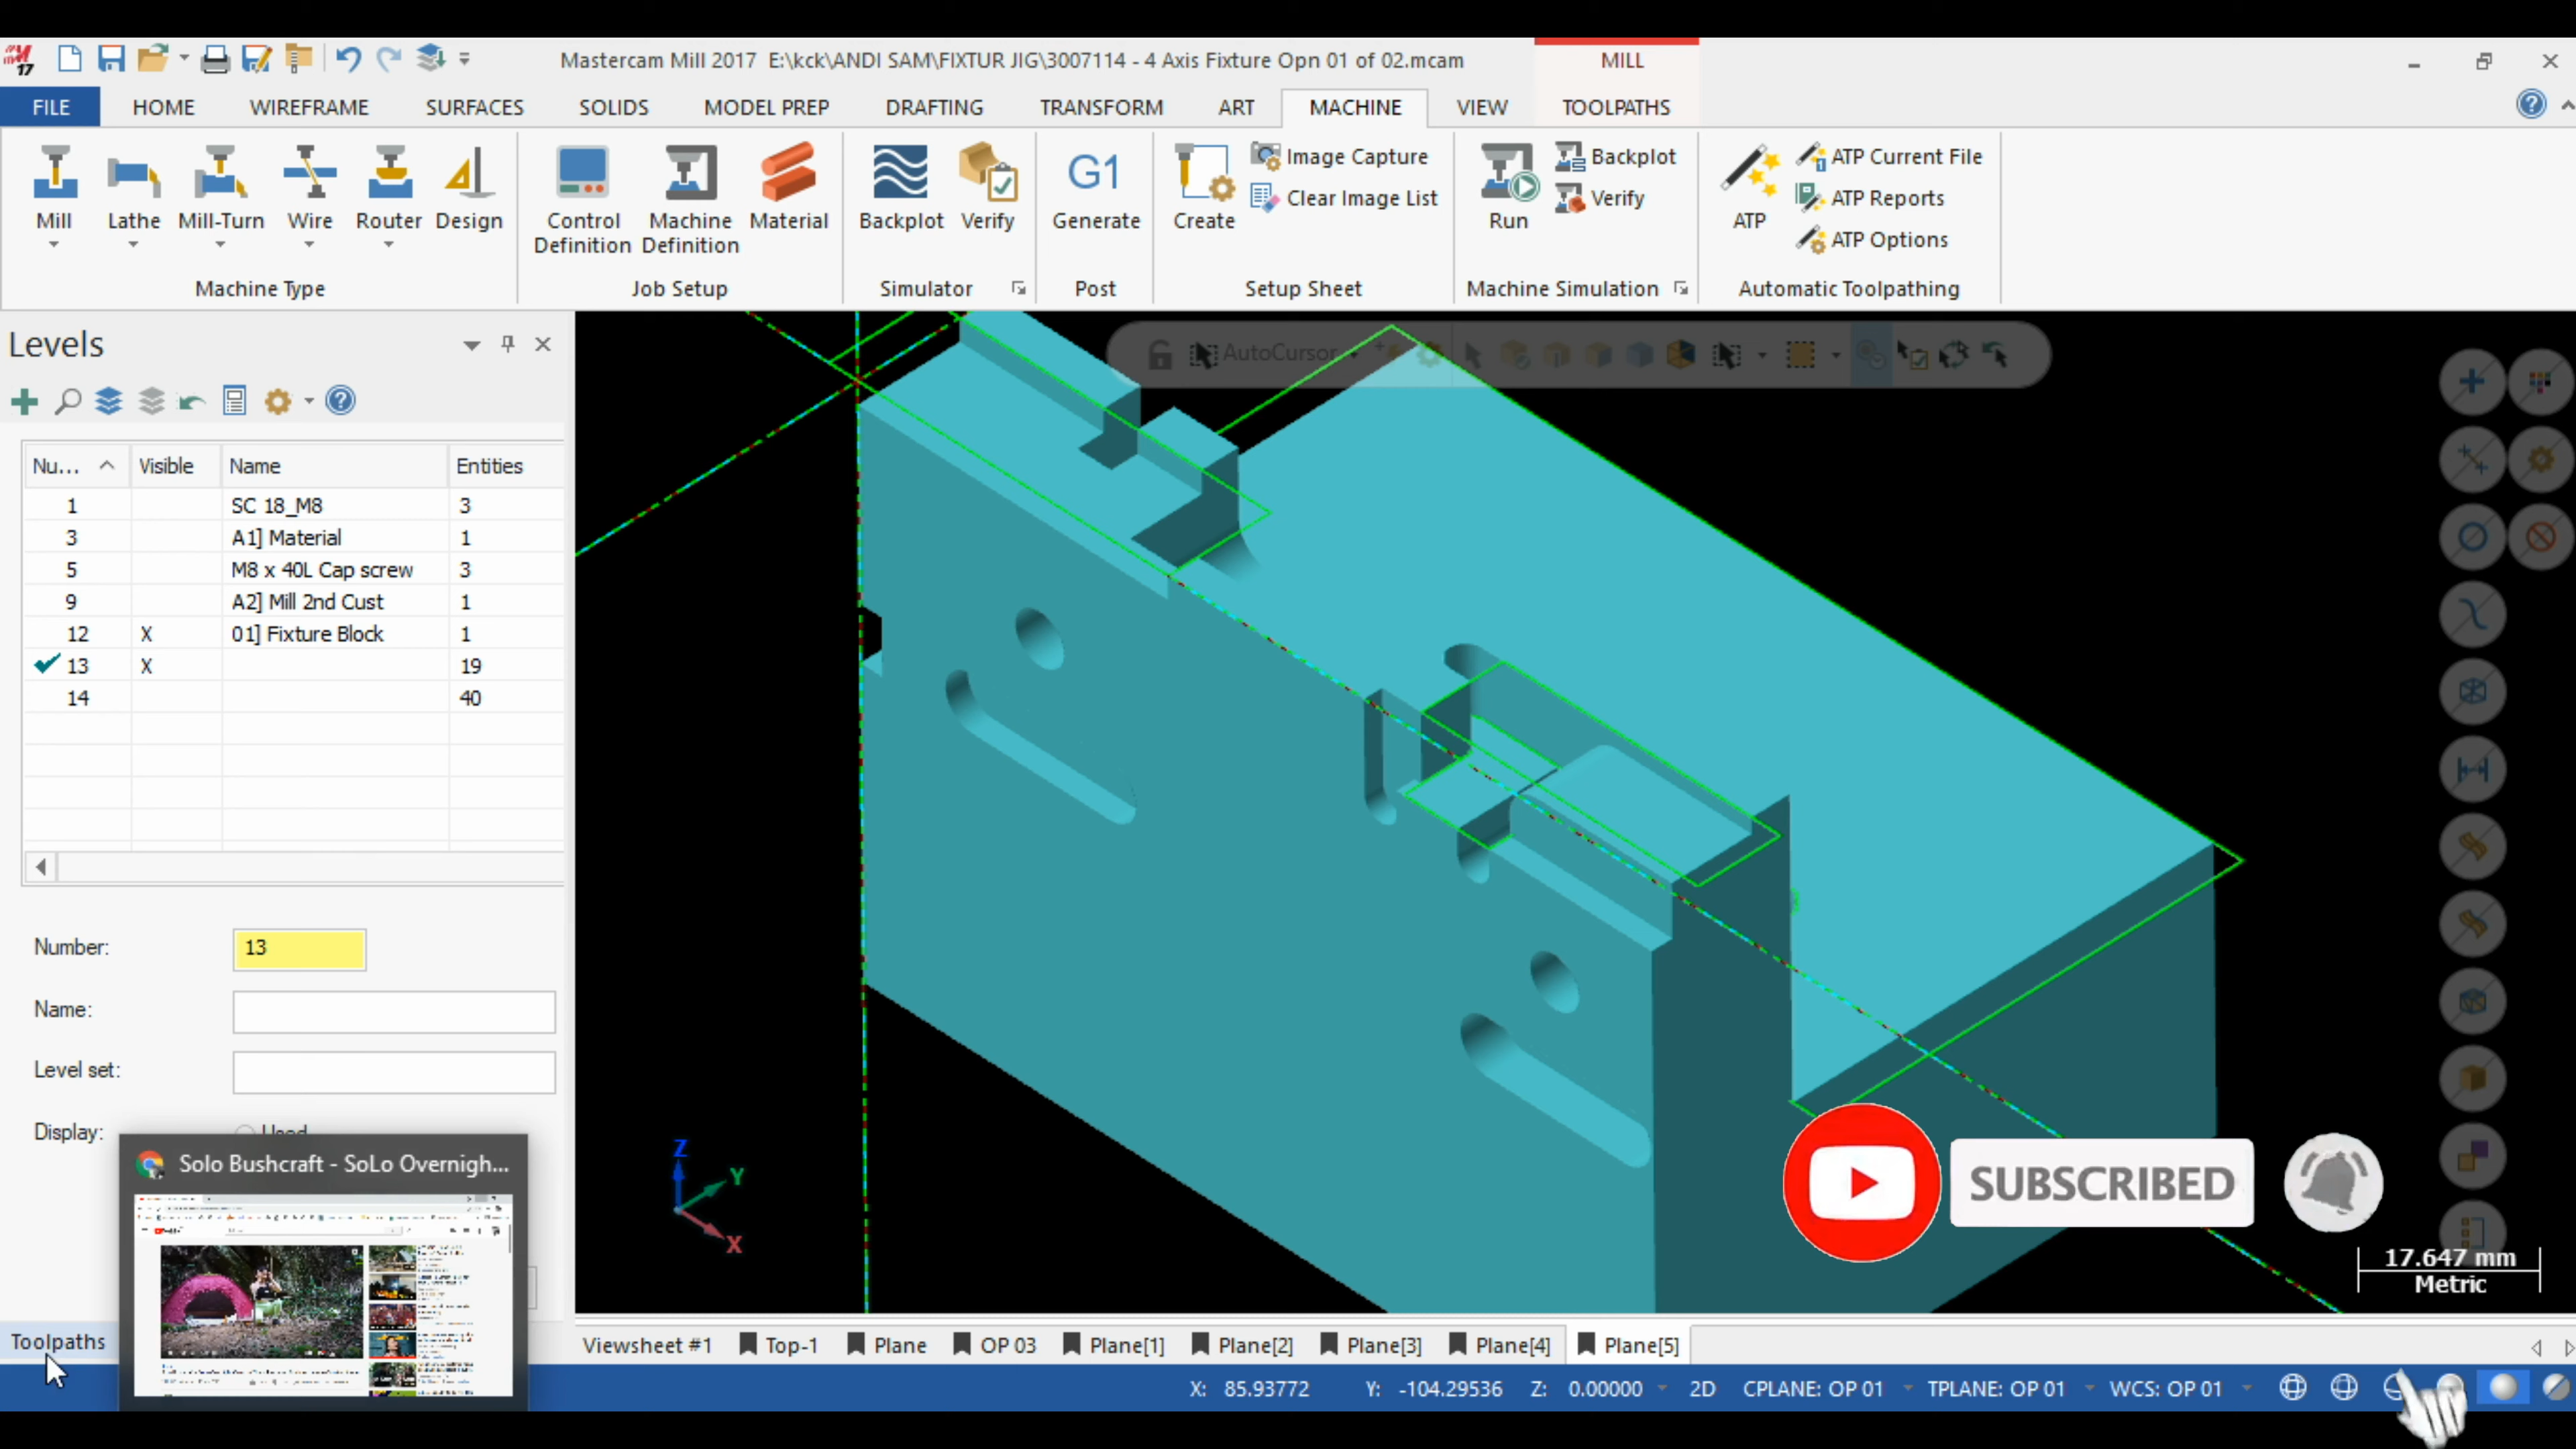 17
Mastercam Mill 2017 E:\kck\ANDI SAM\FIXTUR JIG\3007114 - 4 Axis Fixture Opn 01 of 02.mcam
MILL
FILE HOME WIREFRAME SURFACES SOLIDS MODEL PREP DRAFTING TRANSFORM ART MACHINE VIEW TOOLPATHS
Mill Lathe Mill-Turn Wire Router Design
Machine Type
Control Definition
Machine Definition
Material
Job Setup
Backplot Verify
Simulator
G1
Generate
Post
Create
Image Capture
Clear Image List
Setup Sheet
Run
Backplot
Verify
Machine Simulation
ATP
ATP Current File
ATP Reports
ATP Options
Automatic Toolpathing
Levels
Nu... Visible Name Entities
1 SC 18_M8 3
3 A1] Material 1
5 M8 x 40L Cap screw 3
9 A2] Mill 2nd Cust 1
12 X 01] Fixture Block 1
13 X 19
14 40
Number: 13
Name:
Level set:
Display: Used
AutoCursor
Z
Y
X
Solo Bushcraft - SoLo Overnigh...
SUBSCRIBED
17.647 mm
Metric
Toolpaths
Viewsheet #1 Top-1 Plane OP 03 Plane[1] Plane[2] Plane[3] Plane[4] Plane[5]
X: 85.93772 Y: -104.29536 Z: 0.00000 2D CPLANE: OP 01 TPLANE: OP 01 WCS: OP 01